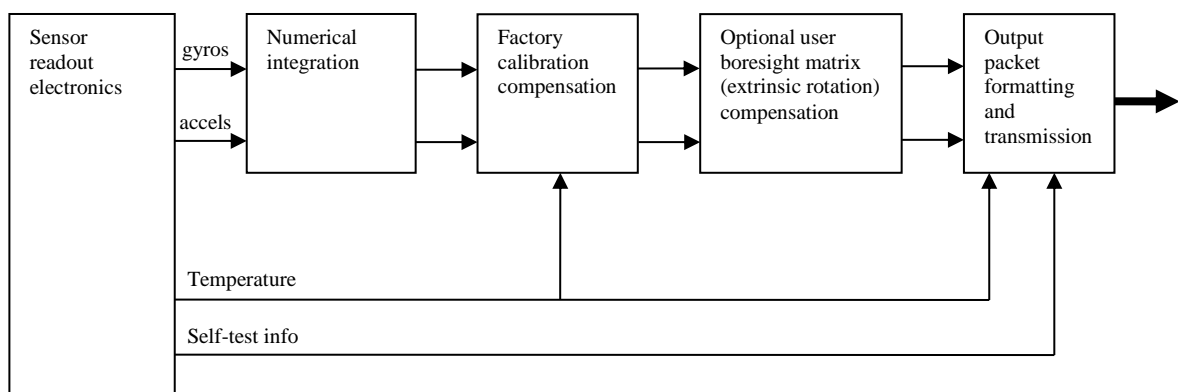 Sensor
readout
electronics
gyros
accels
Numerical
integration
Factory
calibration
compensation
Optional user
boresight matrix
(extrinsic rotation)
compensation
Output
packet
formatting
and
transmission
Temperature
Self-test info